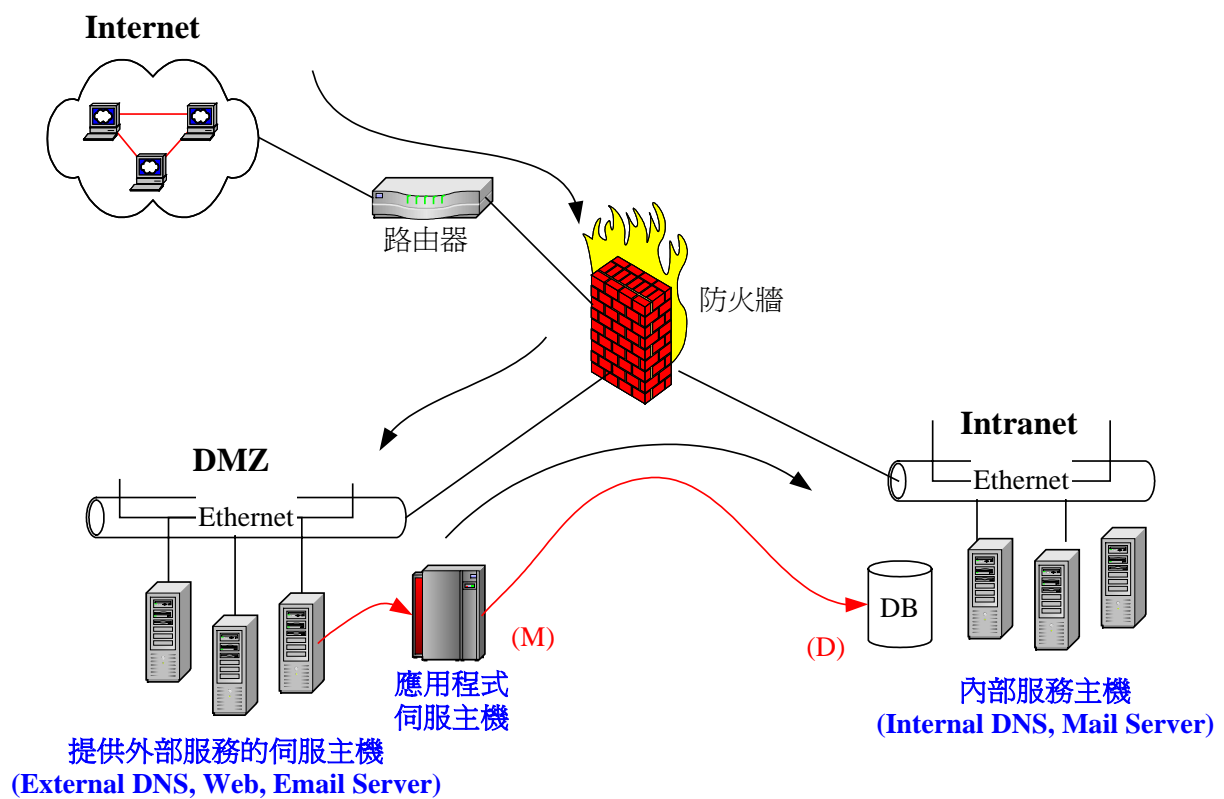 Internet
路由器
防火牆
Intranet
Ethernet
DMZ
Ethernet
DB
(M)
(D)
應用程式
伺服主機
內部服務主機
(Internal DNS, Mail Server)
提供外部服務的伺服主機
(External DNS, Web, Email Server)